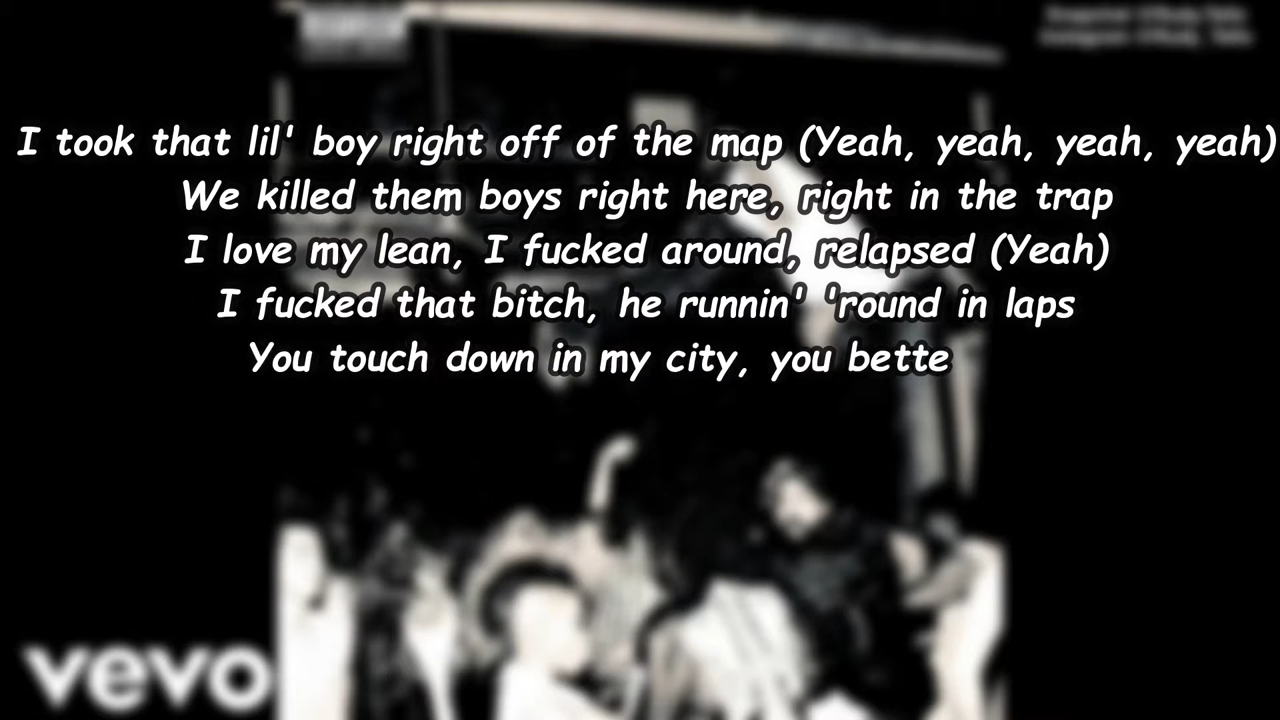 I took that lil' boy right off of the map (Yeah, yeah, yeah, yeah)
We killed them boys right here, right in the trap
I love my lean, I fucked around, relapsed (Yeah)
I fucked that bitch, he runnin' 'round in laps
You touch down in my city, you bette
vevo